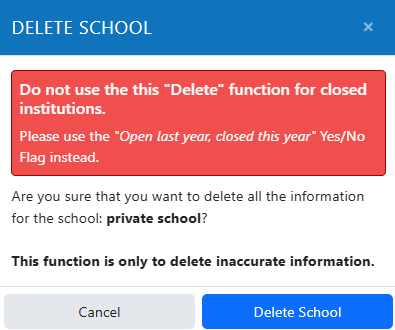 DELETE SCHOOL ×
Do not use the this "Delete" function for closed
institutions.
Please use the "Open last year, closed this year" Yes/No
Flag instead.
Are you sure that you want to delete all the information
for the school: private school?
This function is only to delete inaccurate information.
Cancel
Delete School